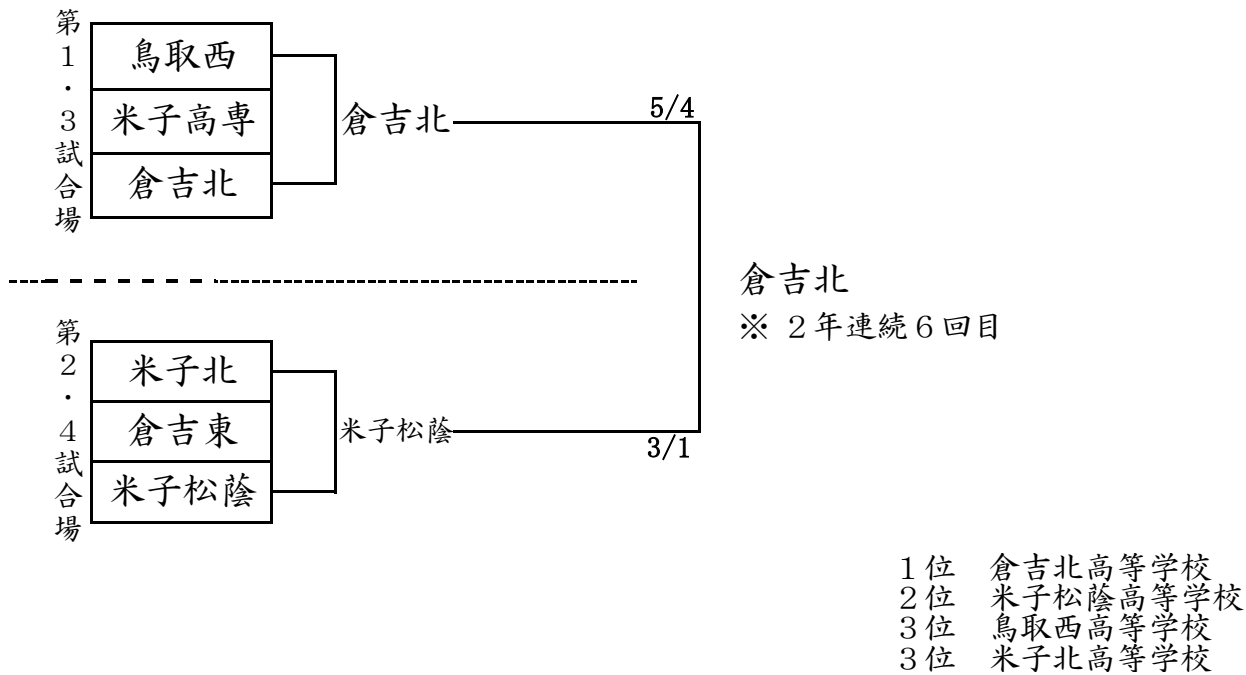 第1・3試合場
鳥取西
米子高専
倉吉北
倉吉北
5/4
倉吉北
※ 2年連続6回目
第2・4試合場
米子北
倉吉東
米子松蔭
米子松蔭
3/1
1位 倉吉北高等学校
2位 米子松蔭高等学校
3位 鳥取西高等学校
3位 米子北高等学校